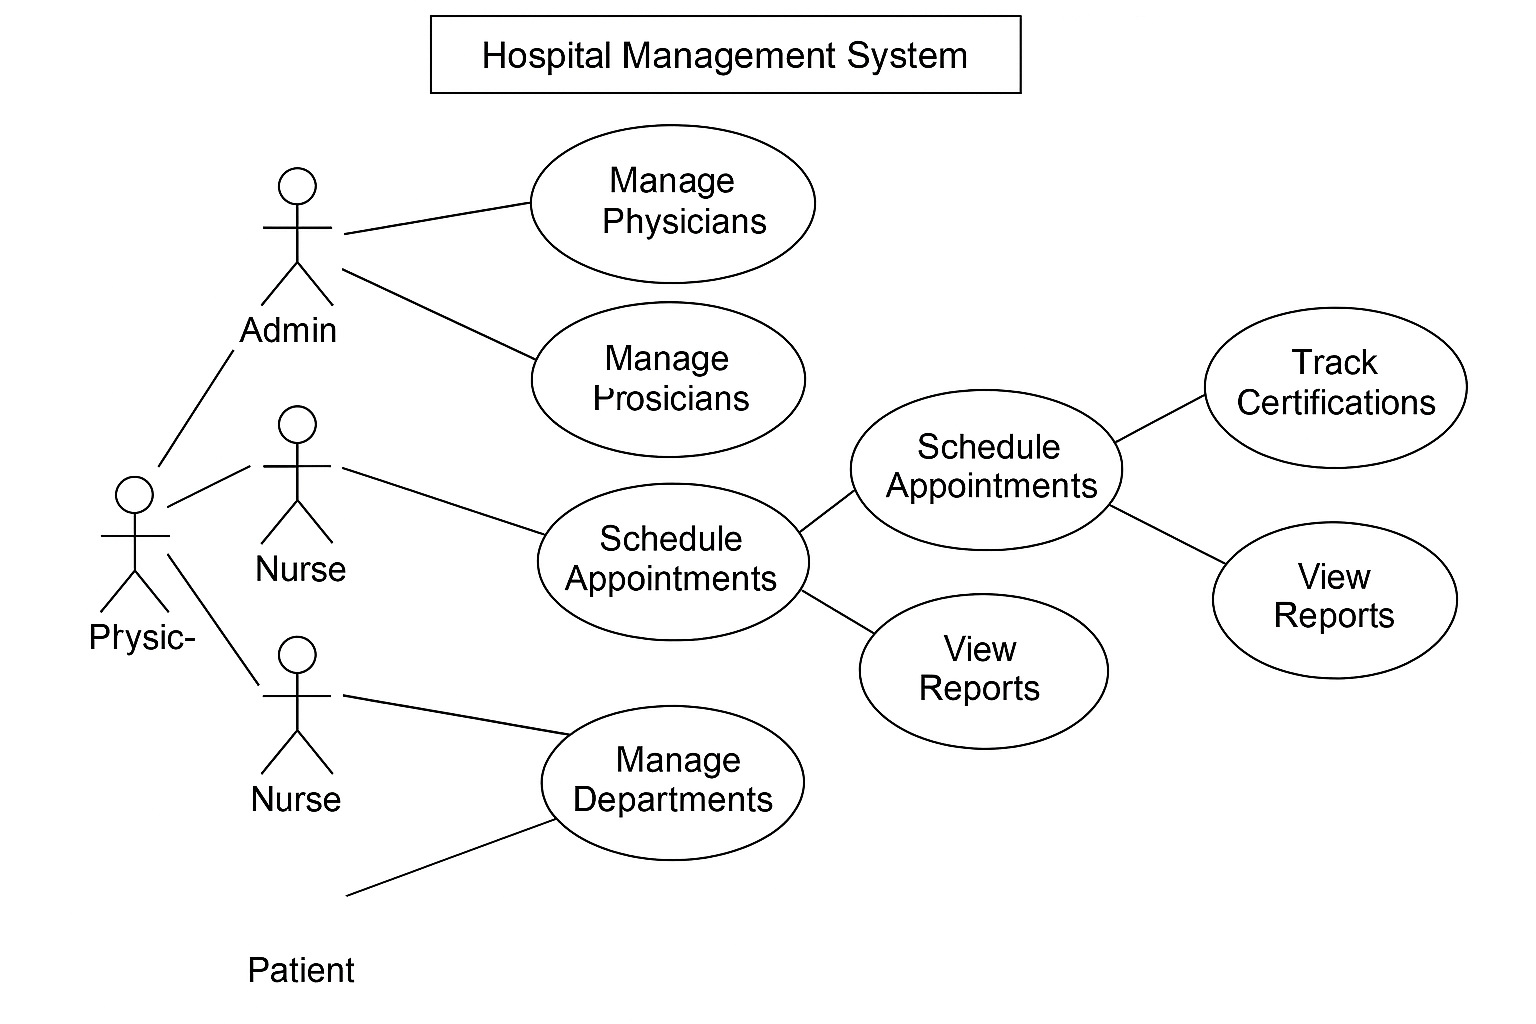 Hospital Management System
Manage
Physicians
Admin
Manage
Prosicians
Track
Certifications
Schedule
Appointments
Nurse
Schedule
Appointments
View
Reports
Physic-
View
Reports
Nurse
Manage
Departments
Patient